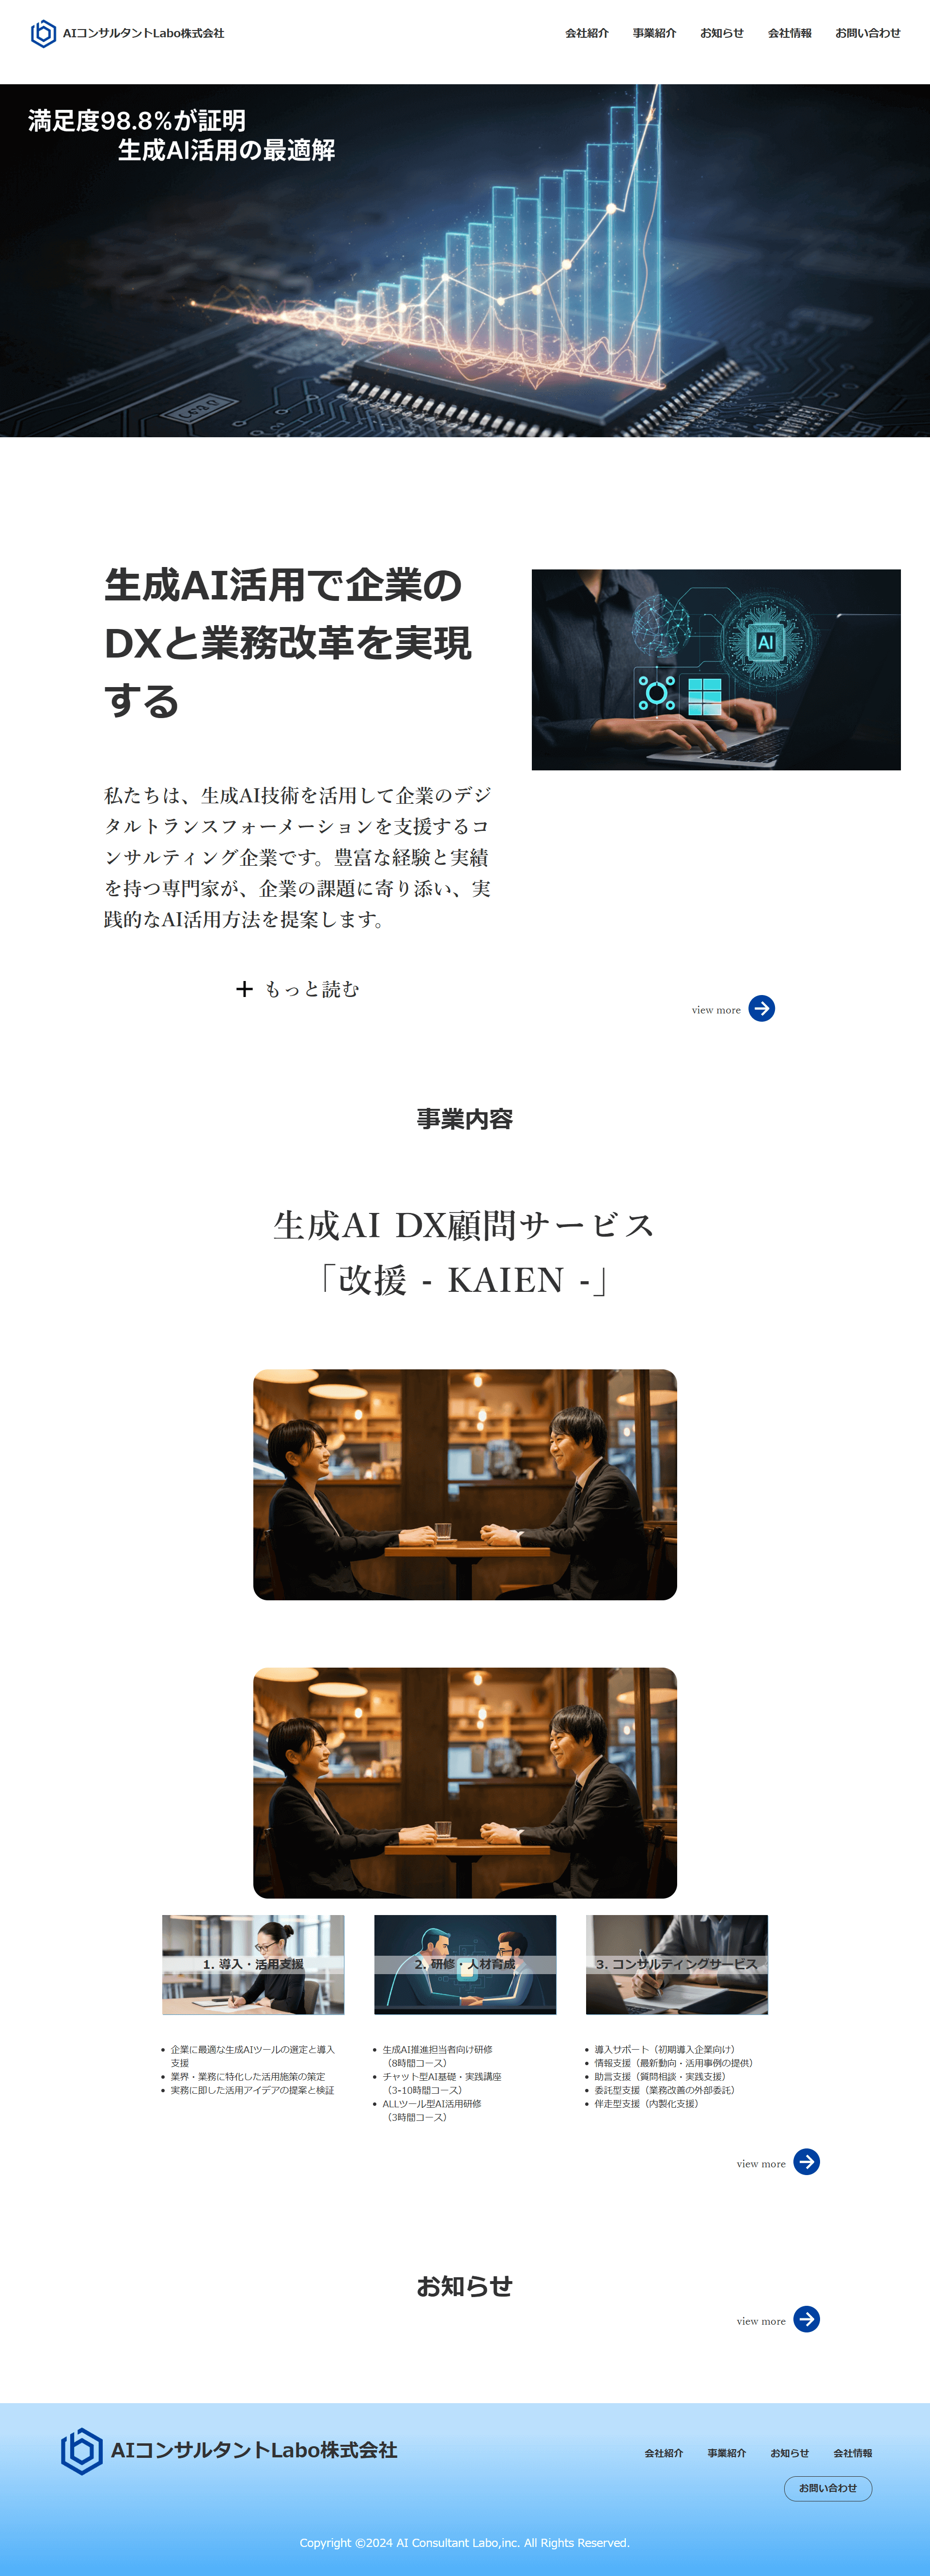 AIコンサルタントLabo株式会社
会社紹介 事業紹介 お知らせ 会社情報 お問い合わせ
満足度98.8%が証明
生成AI活用の最適解
生成AI活用で企業の
DXと業務改革を実現
する
AI
私たちは、生成AI技術を活用して企業のデジ
タルトランスフォーメーションを支援するコ
ンサルティング企業です。豊富な経験と実績
を持つ専門家が、企業の課題に寄り添い、実
践的なAI活用方法を提案します。
+ もっと読む
view more
事業内容
生成AI DX顧問サービス
「改援 - KAIEN -」
1. 導入・活用支援
• 企業に最適な生成AIツールの選定と導入
支援
• 業界・業務に特化した活用施策の策定
• 実務に即した活用アイデアの提案と検証
2. 研修・人材育成
• 生成AI推進担当者向け研修
（8時間コース）
• チャット型AI基礎・実践講座
（3-10時間コース）
• ALLツール型AI活用研修
（3時間コース）
3. コンサルティングサービス
• 導入サポート（初期導入企業向け）
• 情報支援（最新動向・活用事例の提供）
• 助言支援（質問相談・実践支援）
• 委託型支援（業務改善の外部委託）
• 伴走型支援（内製化支援）
view more
お知らせ
view more
AIコンサルタントLabo株式会社
会社紹介 事業紹介 お知らせ 会社情報
お問い合わせ
Copyright ©2024 AI Consultant Labo,inc. All Rights Reserved.